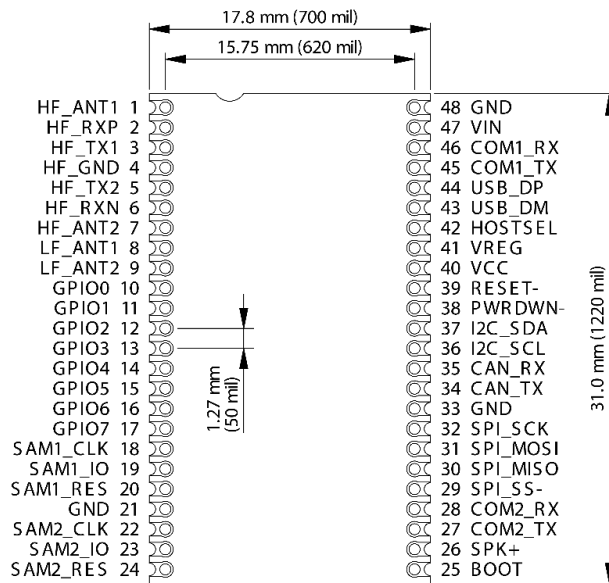 17.8 mm (700 mil)
15.75 mm (620 mil)
HF_ANT1 1
HF_RXP 2
HF_TX1 3
HF_GND 4
HF_TX2 5
HF_RXN 6
HF_ANT2 7
LF_ANT1 8
LF_ANT2 9
GPIO0 10
GPIO1 11
GPIO2 12
GPIO3 13
GPIO4 14
GPIO5 15
GPIO6 16
GPIO7 17
SAM1_CLK 18
SAM1_IO 19
SAM1_RES 20
GND 21
SAM2_CLK 22
SAM2_IO 23
SAM2_RES 24
1.27 mm
(50 mil)
48 GND
47 VIN
46 COM1_RX
45 COM1_TX
44 USB_DP
43 USB_DM
42 HOSTSEL
41 VREG
40 VCC
39 RESET-
38 PWRDWN-
37 I2C_SDA
36 I2C_SCL
35 CAN_RX
34 CAN_TX
33 GND
32 SPI_SCK
31 SPI_MOSI
30 SPI_MISO
29 SPI_SS-
28 COM2_RX
27 COM2_TX
26 SPK+
25 BOOT
31.0 mm (1220 mil)